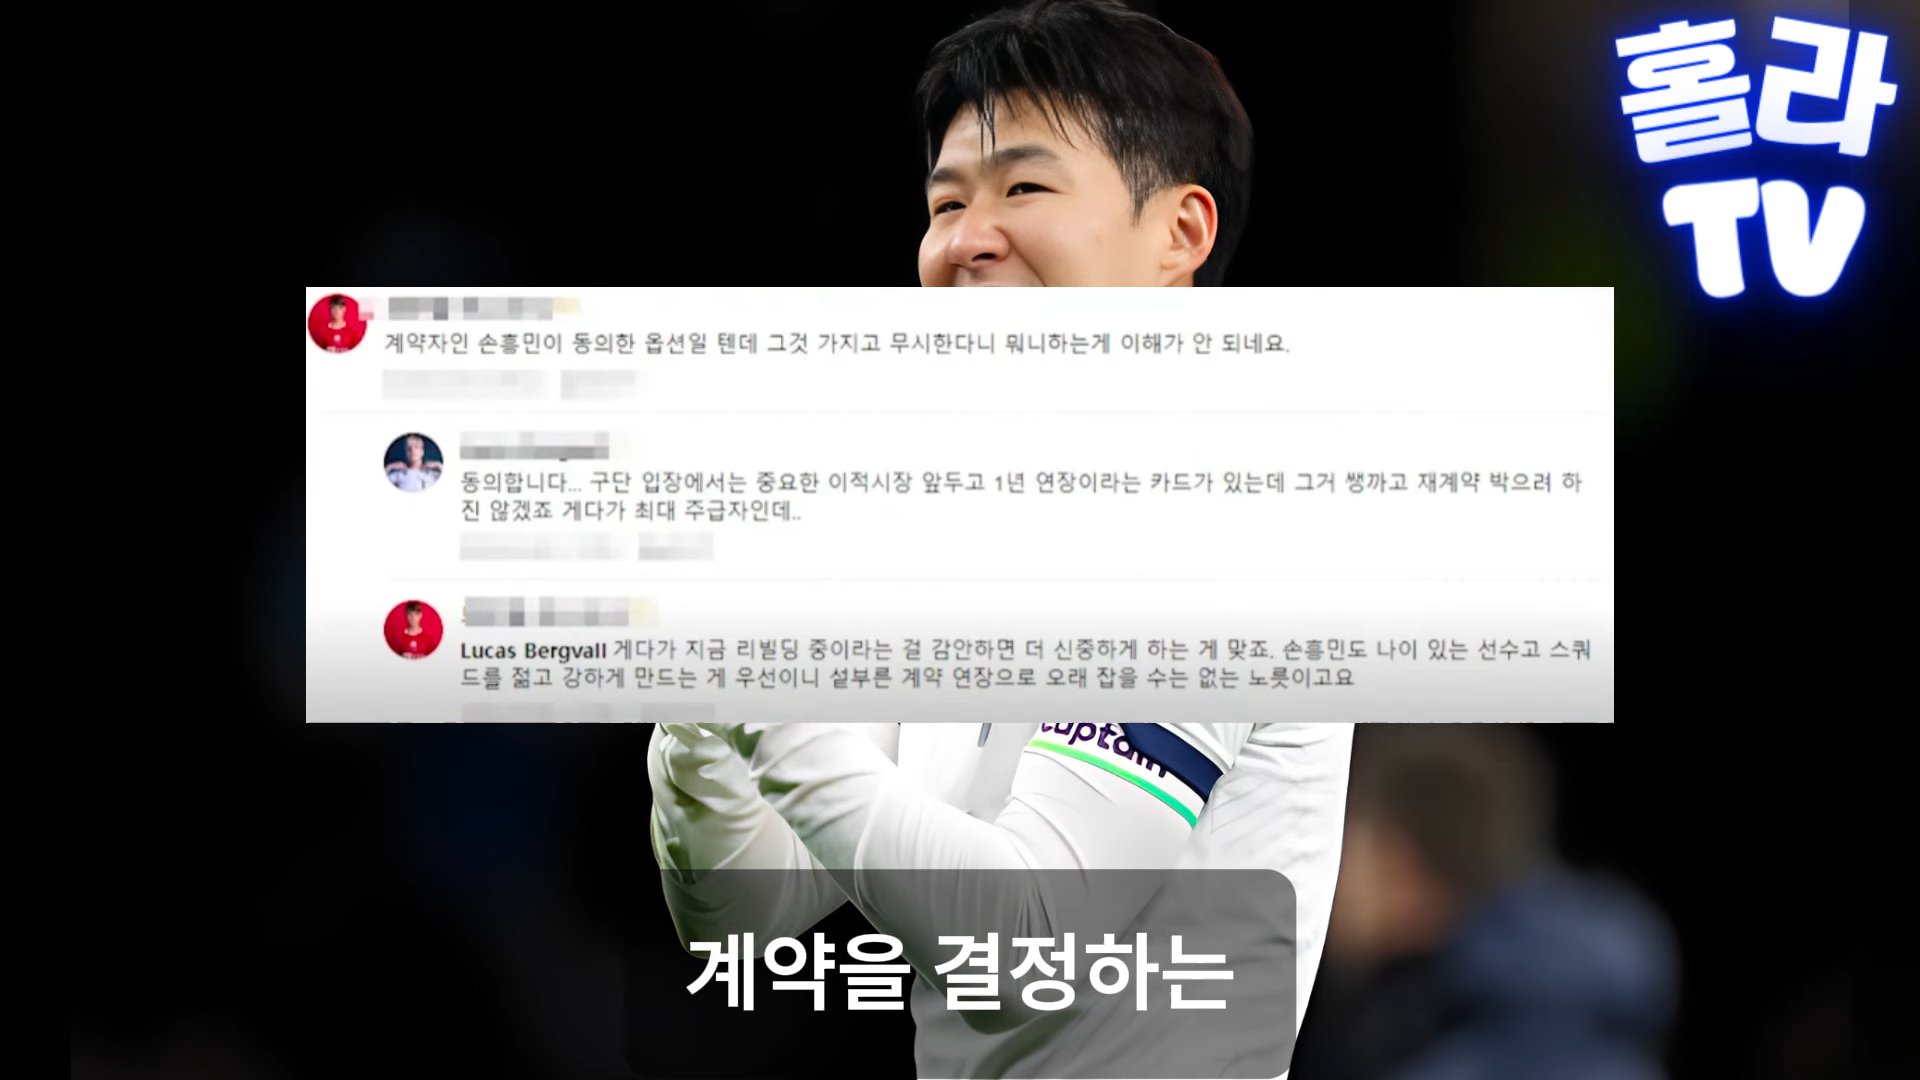 홀라
TV
계약자인 손흥민이 동의한 옵션일 텐데 그것 가지고 무시한다니 뭐니하는게 이해가 안 되네요.
동의합니다... 구단 입장에서는 중요한 이적시장 앞두고 1년 연장이라는 카드가 있는데 그거 쌩까고 재계약 박으려 하
진 않겠죠 게다가 최대 주급자인데..
Lucas Bergvall 게다가 지금 리빌딩 중이라는 걸 감안하면 더 신중하게 하는 게 맞죠. 손흥민도 나이 있는 선수고 스쿼
드를 젊고 강하게 만드는 게 우선이니 섣부른 계약 연장으로 오래 잡을 수는 없는 노릇이고요
captain
계약을 결정하는